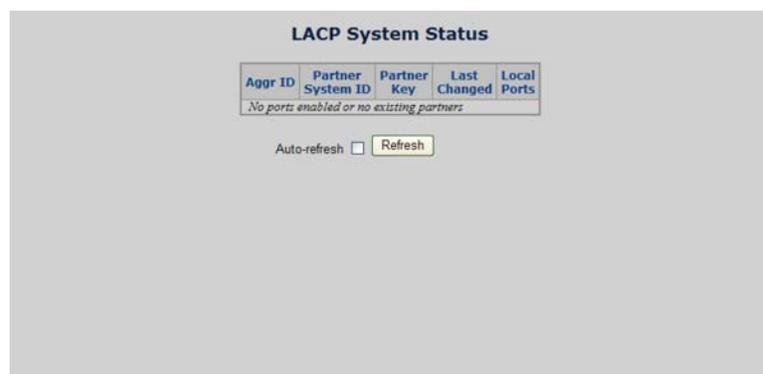 LACP System Status
Aggr ID Partner System ID Partner Key Last Changed Local Ports
No ports enabled or no existing partners
Auto-refresh Refresh